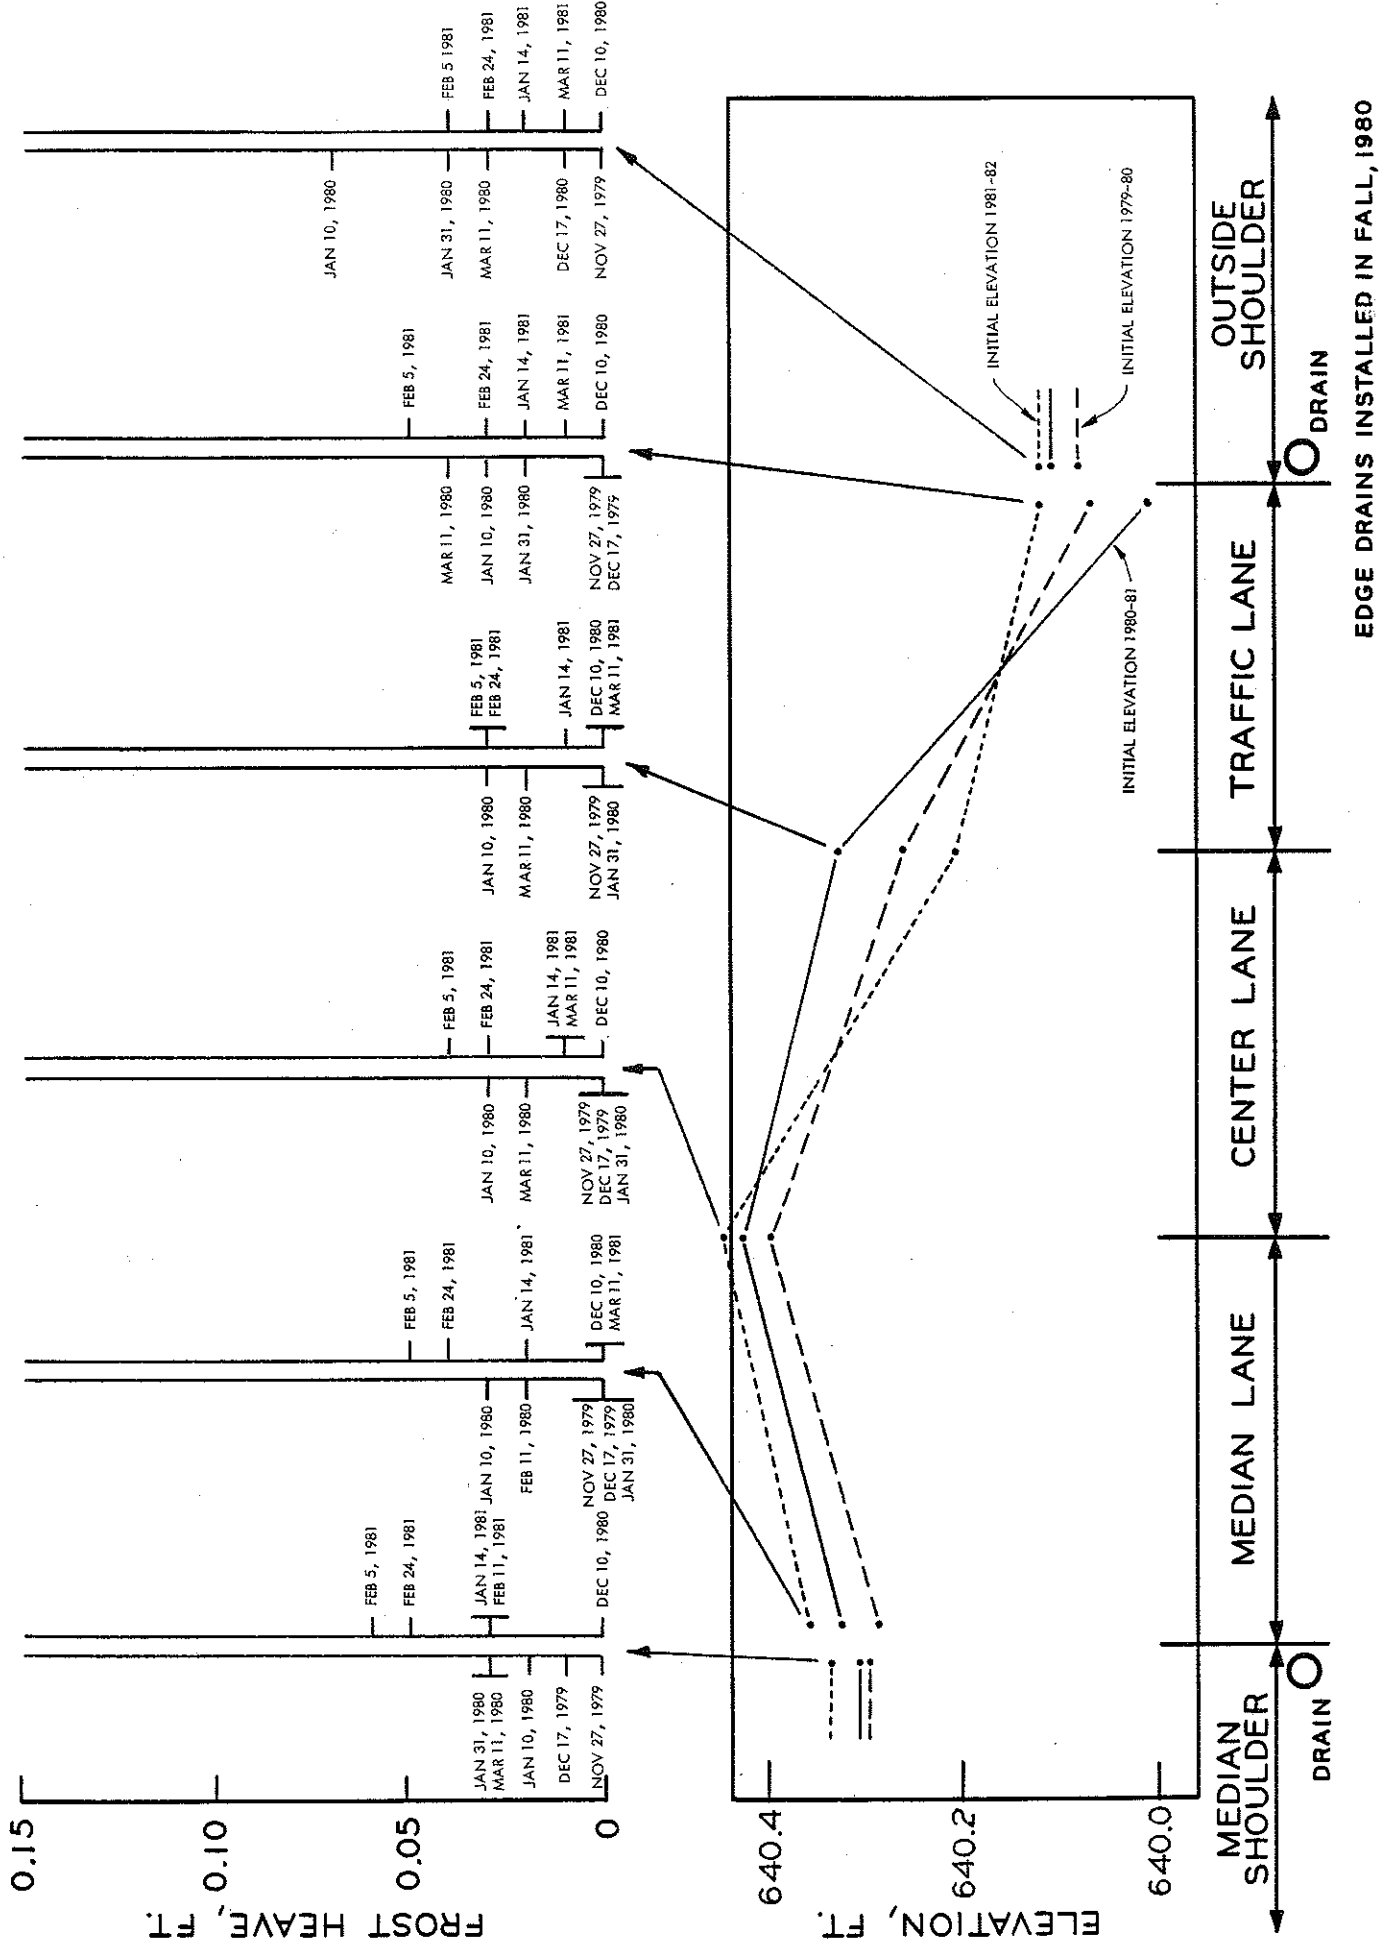 0.15
0.10
0.05
0
FROST HEAVE, FT.
JAN 31, 1980
MAR 11, 1980
JAN 10, 1980
DEC 17, 1979
NOV 27, 1979
FEB 5, 1981
FEB 24, 1981
JAN 14, 1981
FEB 11, 1981
DEC 10, 1980
JAN 10, 1980
FEB 11, 1980
NOV 27, 1979
DEC 17, 1979
JAN 31, 1980
FEB 5, 1981
FEB 24, 1981
JAN 14, 1981
DEC 10, 1980
MAR 11, 1981
JAN 10, 1980
MAR 11, 1980
NOV 27, 1979
DEC 17, 1979
JAN 31, 1980
FEB 5, 1981
FEB 24, 1981
JAN 14, 1981
MAR 11, 1981
DEC 10, 1980
JAN 10, 1980
MAR 11, 1980
NOV 27, 1979
JAN 31, 1980
FEB 5, 1981
FEB 24, 1981
JAN 14, 1981
DEC 10, 1980
MAR 11, 1981
MAR 11, 1980
JAN 10, 1980
JAN 31, 1980
NOV 27, 1979
DEC 17, 1979
FEB 5, 1981
FEB 24, 1981
JAN 14, 1981
MAR 11, 1981
DEC 10, 1980
JAN 10, 1980
JAN 31, 1980
MAR 11, 1980
DEC 17, 1980
NOV 27, 1979
FEB 5 1981
FEB 24, 1981
JAN 14, 1981
MAR 11, 1981
DEC 10, 1980
640.4
640.2
640.0
ELEVATION, FT.
INITIAL ELEVATION 1981-82
INITIAL ELEVATION 1979-80
INITIAL ELEVATION 1980-81
MEDIAN
SHOULDER
MEDIAN LANE
CENTER LANE
TRAFFIC LANE
OUTSIDE
SHOULDER
DRAIN
DRAIN
EDGE DRAINS INSTALLED IN FALL, 1980